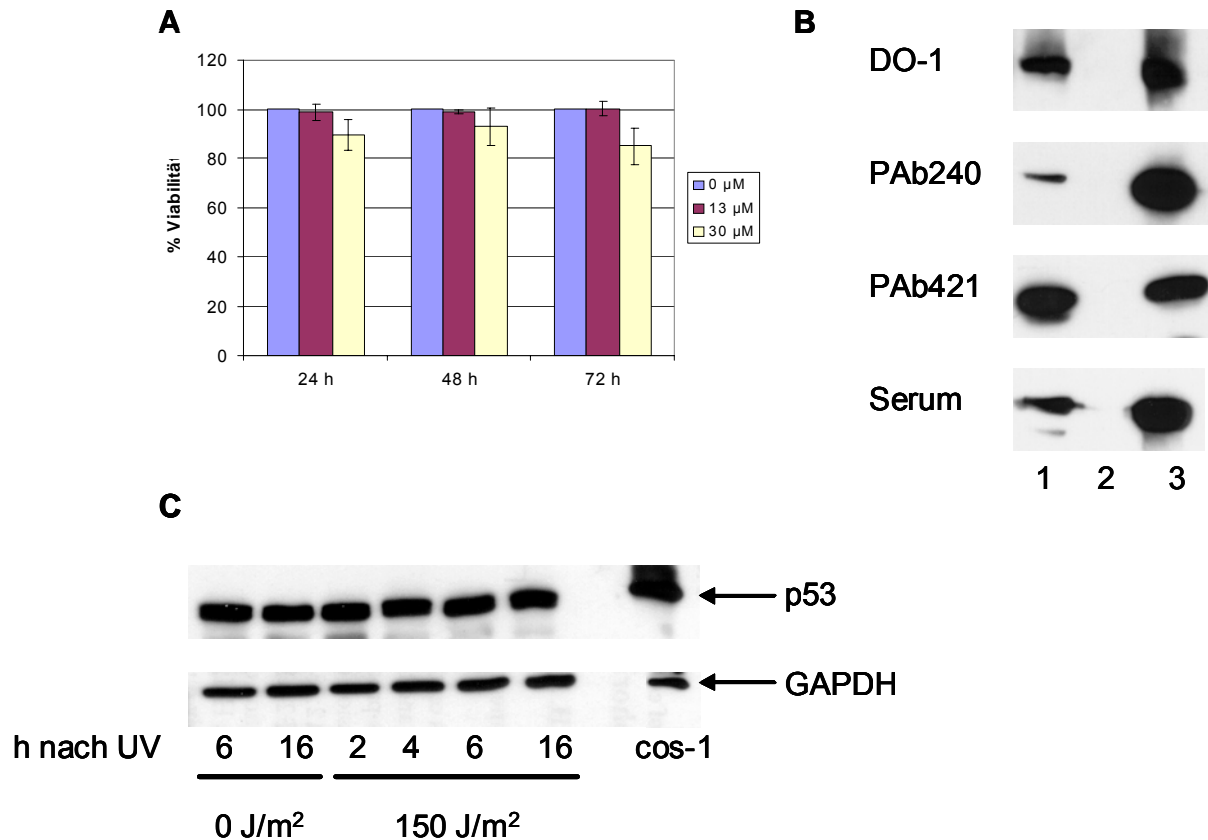 A
120
100
80
60
40
20
0
% Viabilität
24 h
48 h
72 h
0 µM
13 µM
30 µM
B
DO-1
PAb240
PAb421
Serum
1 2 3
C
p53
GAPDH
h nach UV 6 16 2 4 6 16 cos-1
0 J/m² 150 J/m²